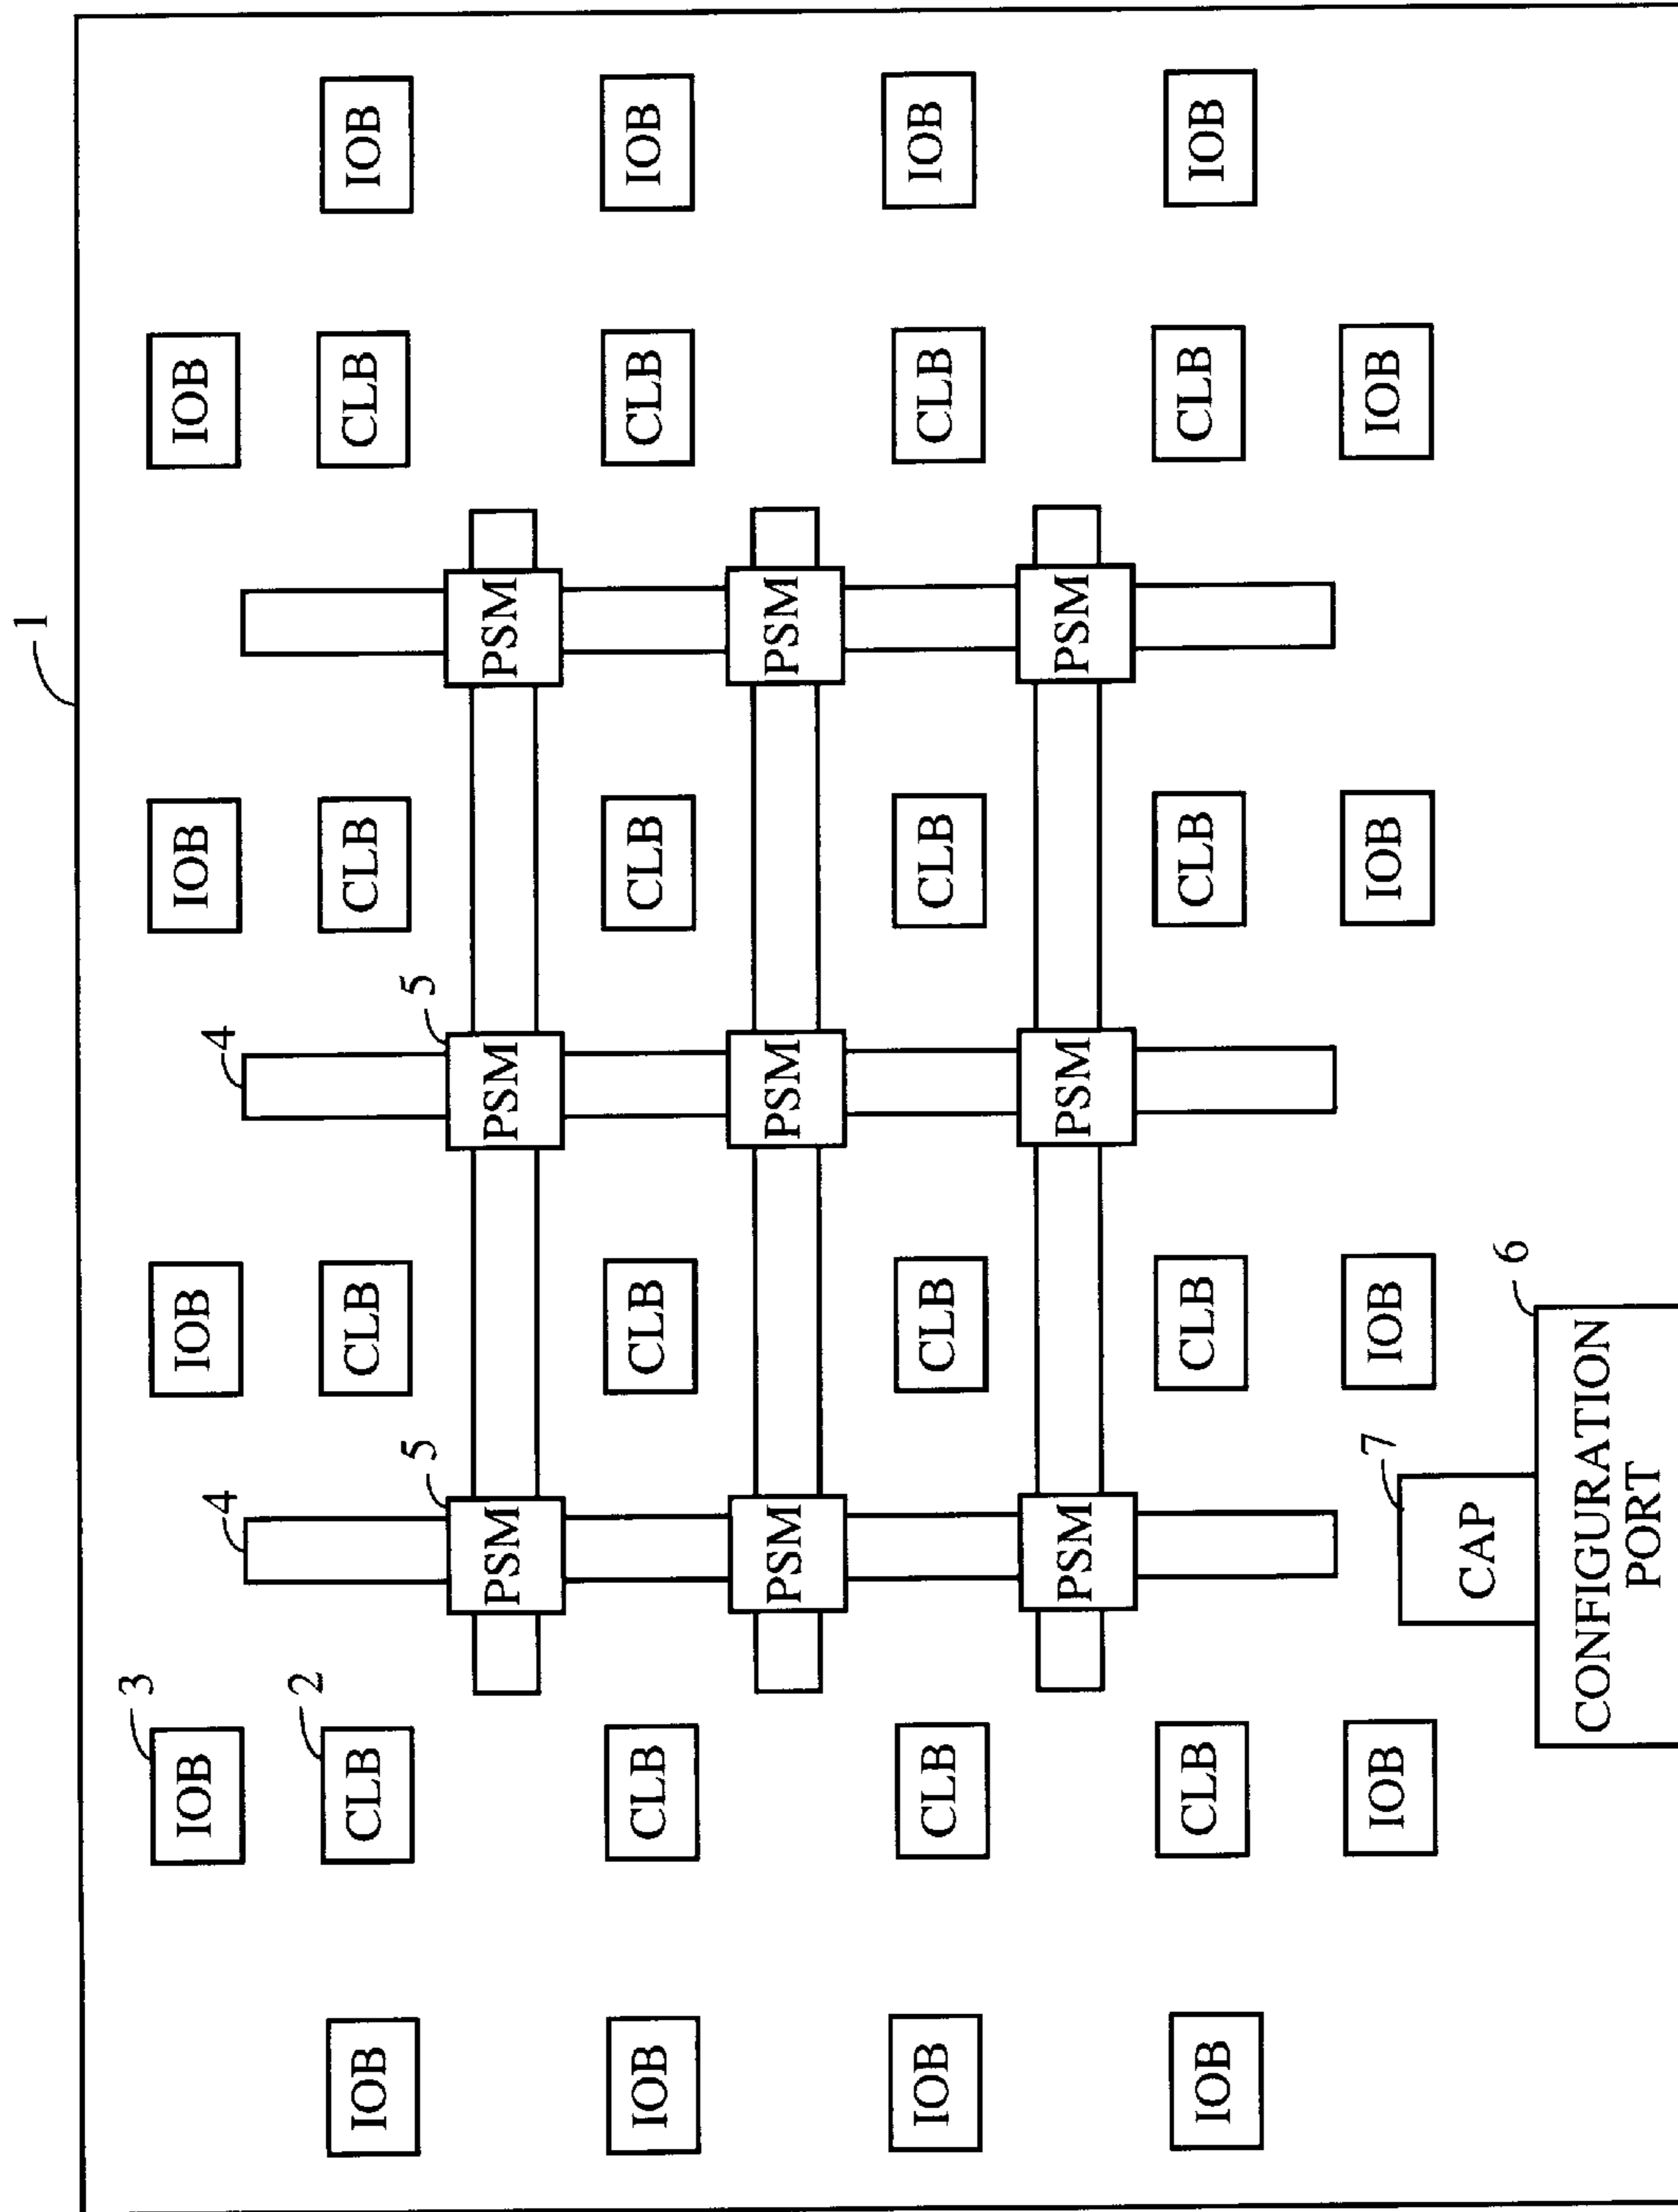 1
3
IOB IOB IOB IOB
4 4
2
IOB CLB CLB CLB CLB IOB
5 5
PSM PSM PSM
IOB CLB CLB CLB CLB IOB
PSM PSM PSM
IOB CLB CLB CLB CLB IOB
PSM PSM PSM
IOB CLB CLB CLB CLB IOB
IOB IOB IOB IOB
7
CAP
6
CONFIGURATION
PORT